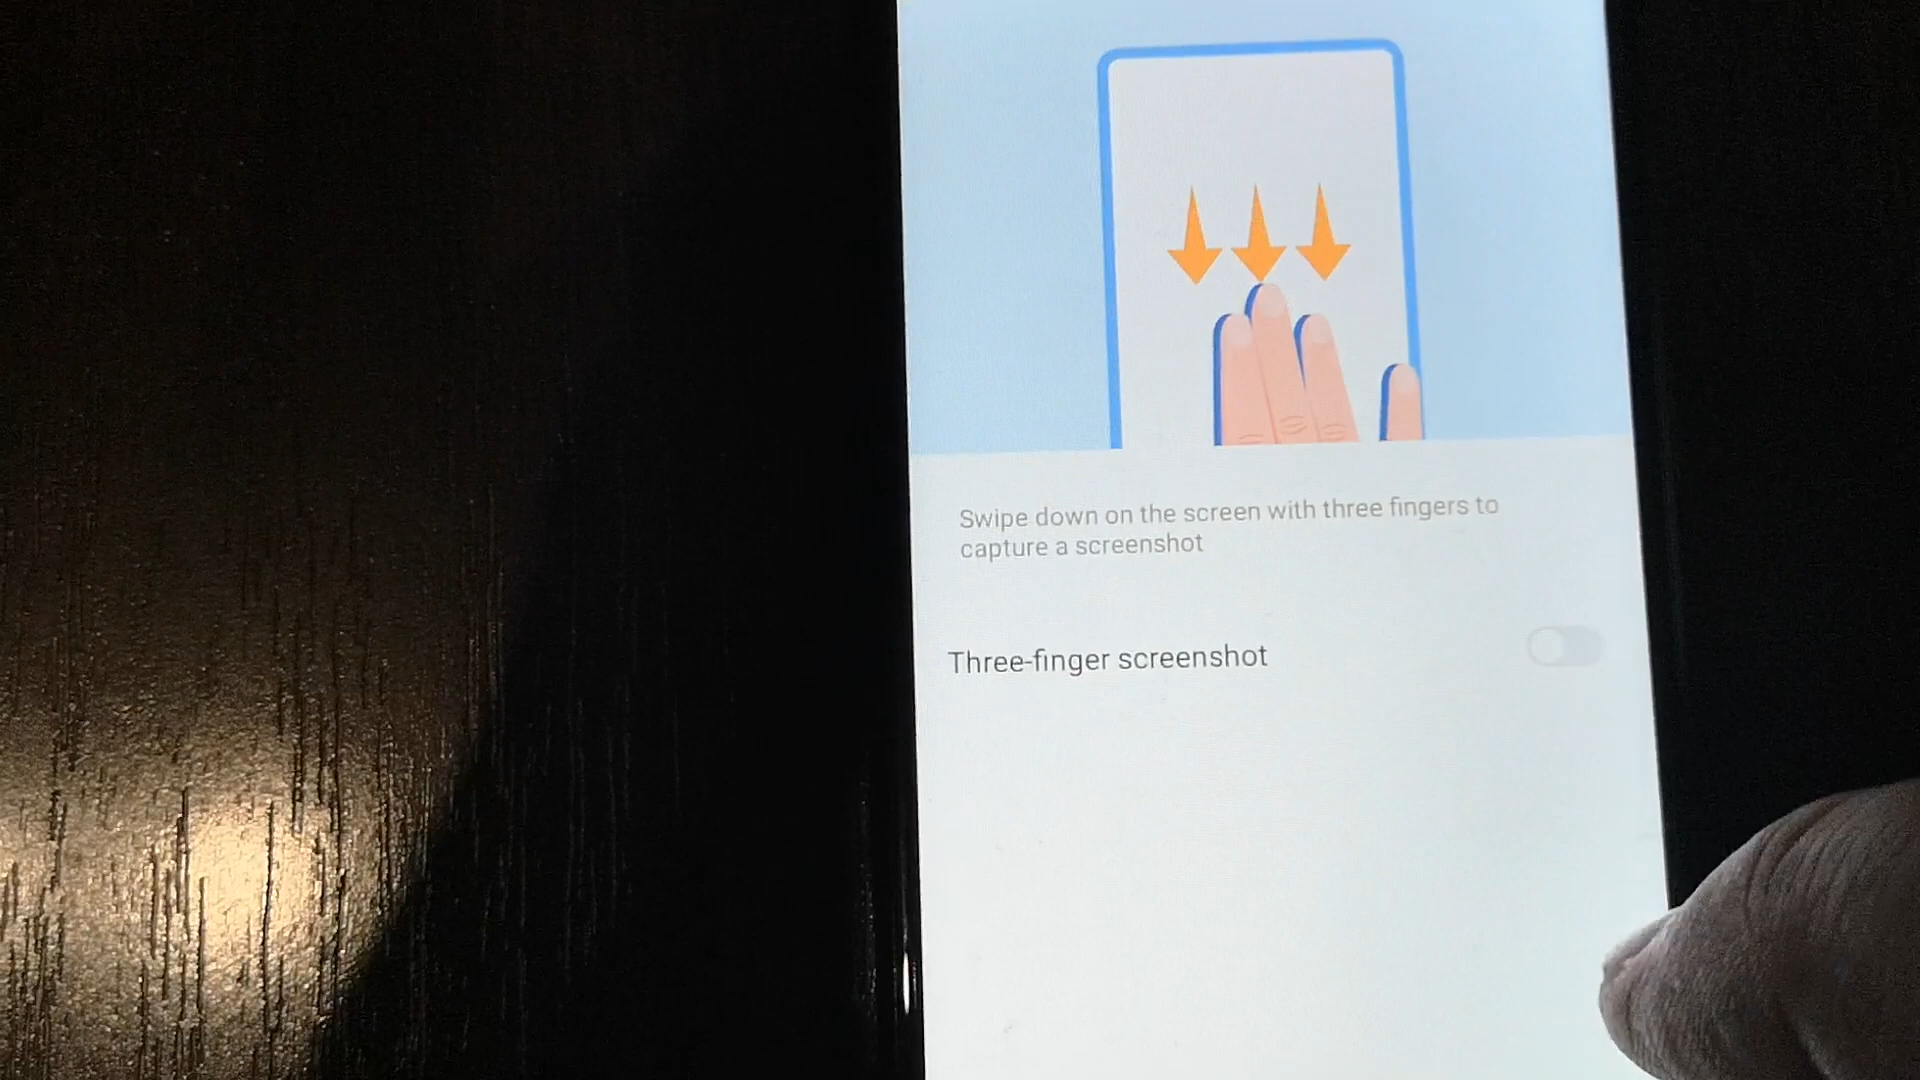 Swipe down on the screen with three fingers to
capture a screenshot
Three-finger screenshot